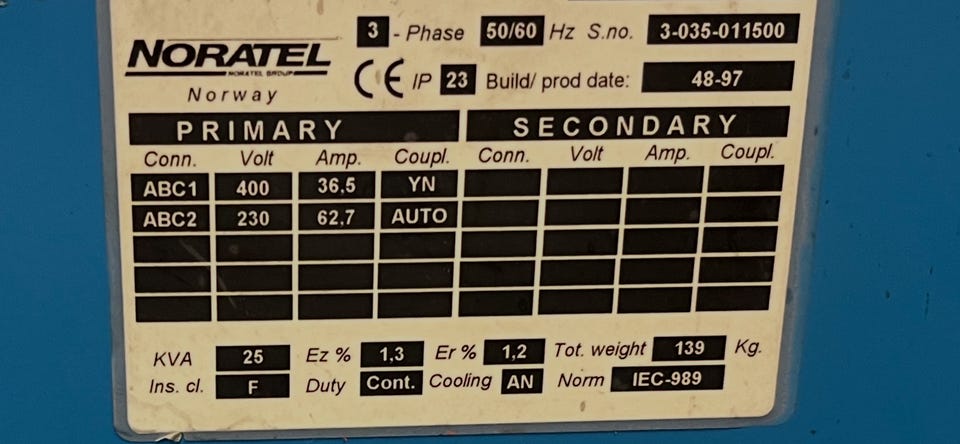 3 - Phase 50/60 Hz S.no. 3-035-011500
NORATEL
NORATEL GROUP
Norway
CE IP 23 Build/ prod date: 48-97
PRIMARY SECONDARY
Conn. Volt Amp. Coupl. Conn. Volt Amp. Coupl.
ABC1 400 36,5 YN
ABC2 230 62,7 AUTO
KVA 25 Ez % 1,3 Er % 1,2 Tot. weight 139 Kg.
Ins. cl. F Duty Cont. Cooling AN Norm IEC-989